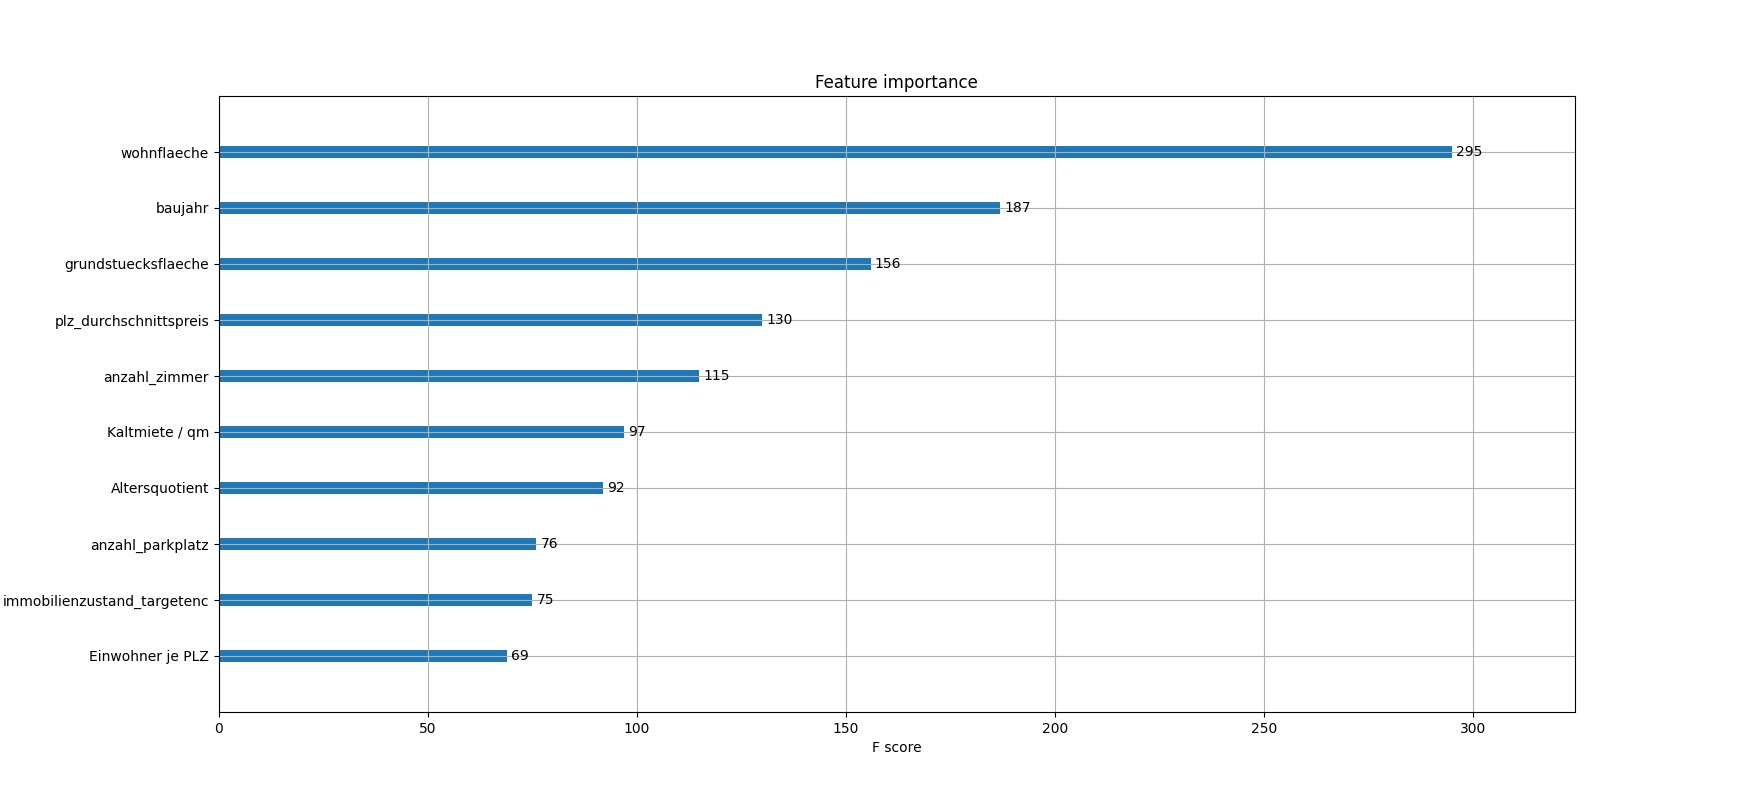 Feature importance
wohnflaeche
295
baujahr
187
grundstuecksflaeche
156
plz_durchschnittspreis
130
anzahl_zimmer
115
Kaltmiete / qm
97
Altersquotient
92
anzahl_parkplatz
76
immobilienzustand_targetenc
75
Einwohner je PLZ
69
0 50 100 150 200 250 300
F score